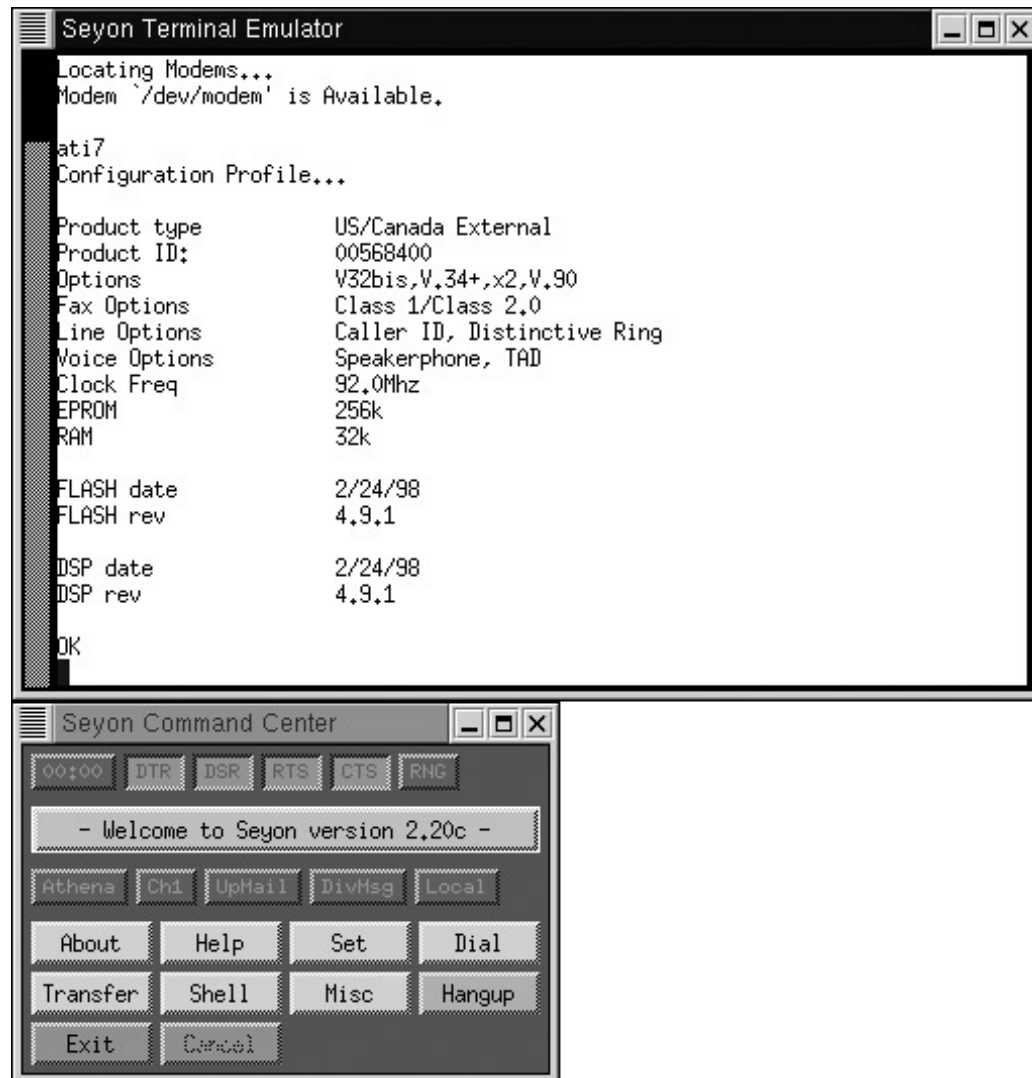 Seyon Terminal Emulator
Locating Modems...
Modem `/dev/modem' is Available.
ati7
Configuration Profile...
Product type US/Canada External
Product ID: 00568400
Options V32bis,V.34+,x2,V.90
Fax Options Class 1/Class 2.0
Line Options Caller ID, Distinctive Ring
Voice Options Speakerphone, TAD
Clock Freq 92.0Mhz
EPROM 256k
RAM 32k
FLASH date 2/24/98
FLASH rev 4.9.1
DSP date 2/24/98
DSP rev 4.9.1
OK
Seyon Command Center
00:00 DTR DSR RTS CTS RNG
- Welcome to Seyon version 2.20c -
Athena Ch1 UpMail DivMsg Local
About Help Set Dial
Transfer Shell Misc Hangup
Exit Cancel